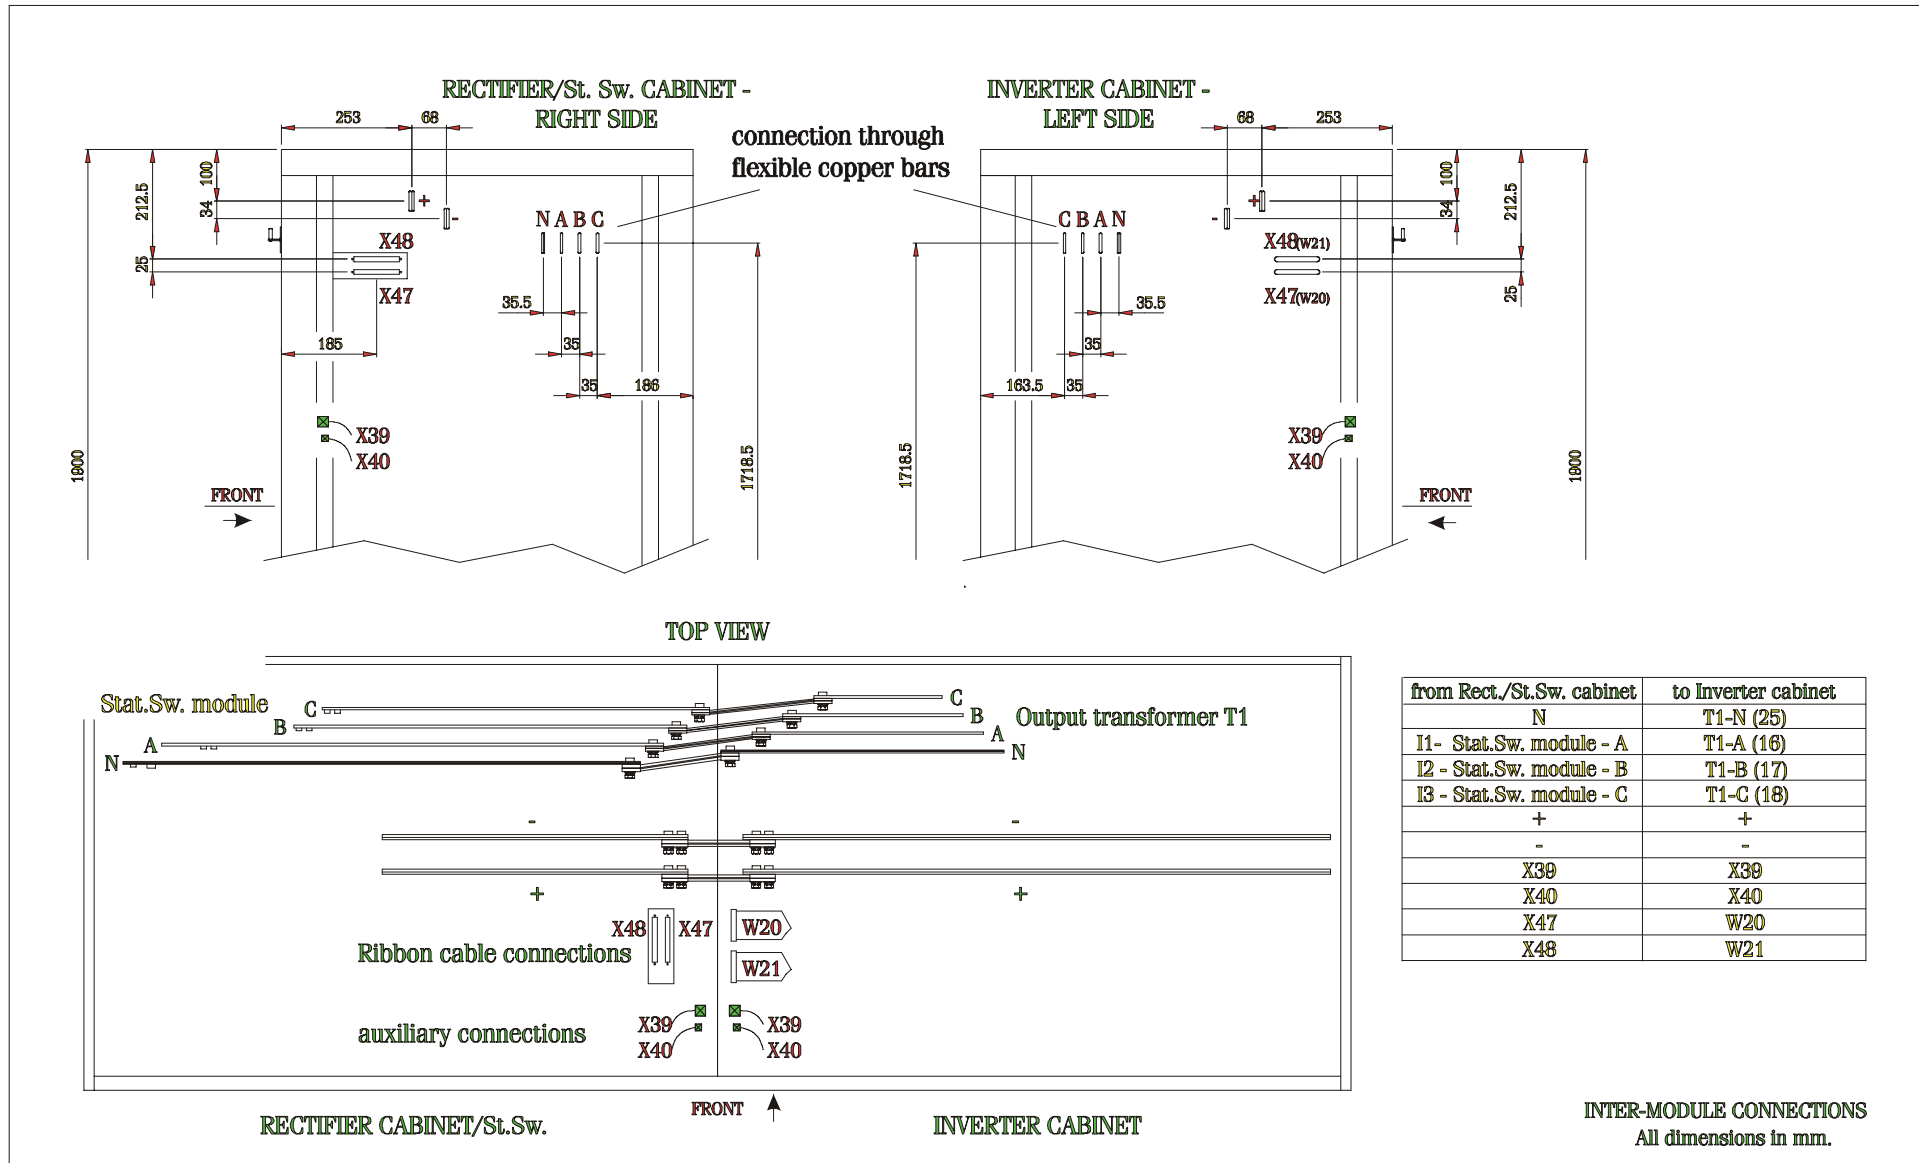 RECTIFIER/St. Sw. CABINET -
RIGHT SIDE
INVERTER CABINET -
LEFT SIDE
connection through
flexible copper bars
253
68
68
253
100
34
212.5
25
100
34
212.5
25
+
-
-
+
N A B C
C B A N
X48
X47
X48(W21)
X47(W20)
35.5
35
35
186
185
35.5
35
35
163.5
X39
X40
X39
X40
1900
1718.5
1718.5
1900
FRONT
FRONT
TOP VIEW
Stat.Sw. module
C
B
A
N
C
B
A
N
Output transformer T1
-
-
+
+
X48
X47
W20
W21
Ribbon cable connections
X39
X40
X39
X40
auxiliary connections
FRONT
RECTIFIER CABINET/St.Sw.
INVERTER CABINET
from Rect./St.Sw. cabinet to Inverter cabinet
N T1-N (25)
I1- Stat.Sw. module - A T1-A (16)
I2 - Stat.Sw. module - B T1-B (17)
I3 - Stat.Sw. module - C T1-C (18)
+ +
- -
X39 X39
X40 X40
X47 W20
X48 W21
INTER-MODULE CONNECTIONS
All dimensions in mm.